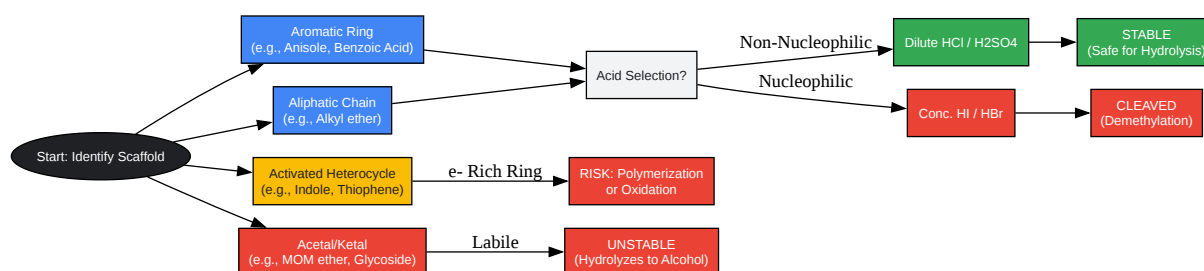 Aromatic Ring
(e.g., Anisole, Benzoic Acid)
Non-Nucleophilic
Dilute HCl / H2SO4
STABLE
(Safe for Hydrolysis)
Acid Selection?
Nucleophilic
Aliphatic Chain
(e.g., Alkyl ether)
Conc. HI / HBr
CLEAVED
(Demethylation)
Start: Identify Scaffold
Activated Heterocycle
(e.g., Indole, Thiophene)
e- Rich Ring
RISK: Polymerization
or Oxidation
Acetal/Ketal
(e.g., MOM ether, Glycoside)
Labile
UNSTABLE
(Hydrolyzes to Alcohol)